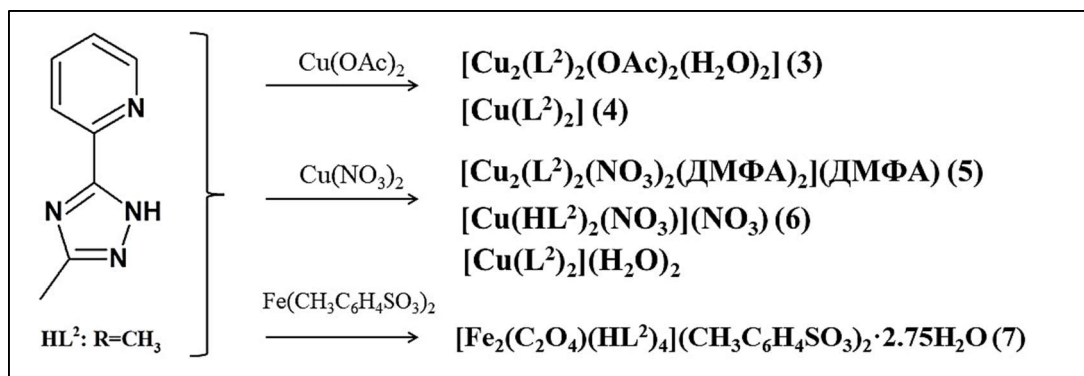 N
N
NH
N
HL²: R=CH₃
Cu(OAc)₂
[Cu₂(L²)₂(OAc)₂(H₂O)₂] (3)
[Cu(L²)₂] (4)
Cu(NO₃)₂
[Cu₂(L²)₂(NO₃)₂(ДМФА)₂](ДМФА) (5)
[Cu(HL²)₂(NO₃)](NO₃) (6)
[Cu(L²)₂](H₂O)₂
Fe(CH₃C₆H₄SO₃)₂
[Fe₂(C₂O₄)(HL²)₄](CH₃C₆H₄SO₃)₂·2.75H₂O (7)